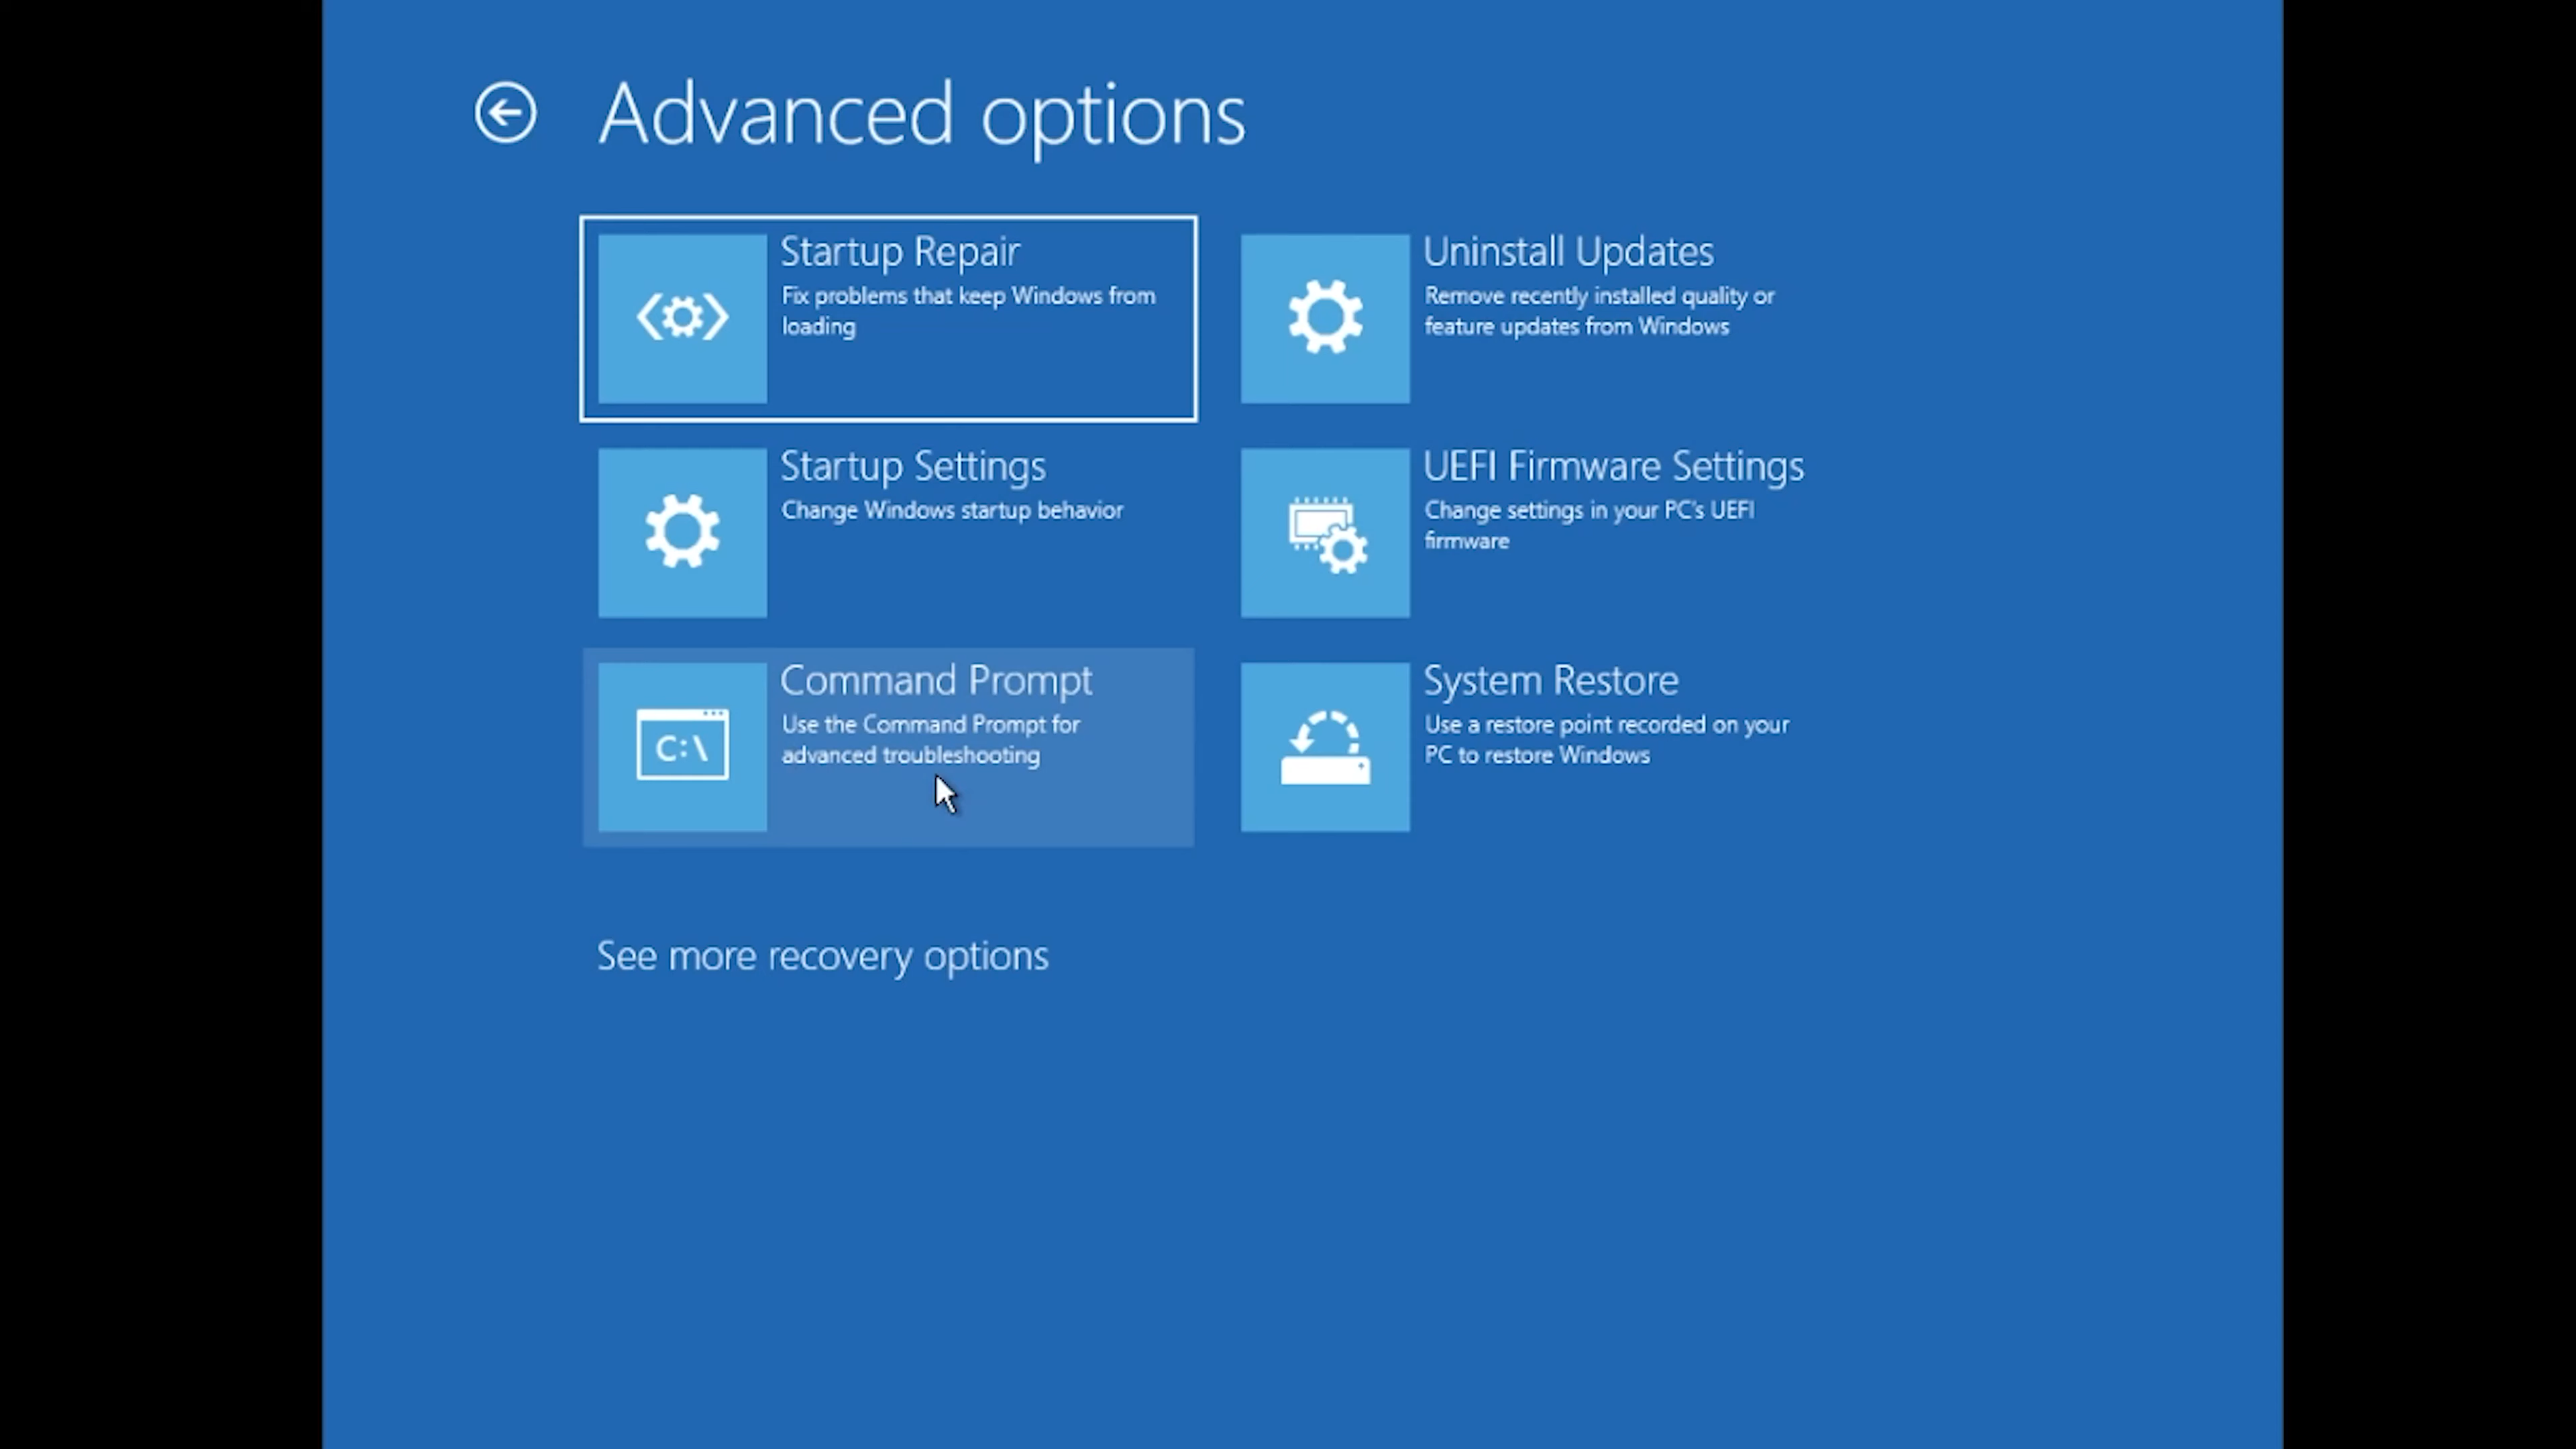 Advanced options
Startup Repair
Fix problems that keep Windows from
loading
Uninstall Updates
Remove recently installed quality or
feature updates from Windows
Startup Settings
Change Windows startup behavior
UEFI Firmware Settings
Change settings in your PC's UEFI
firmware
C:\
Command Prompt
Use the Command Prompt for
advanced troubleshooting
System Restore
Use a restore point recorded on your
PC to restore Windows
See more recovery options